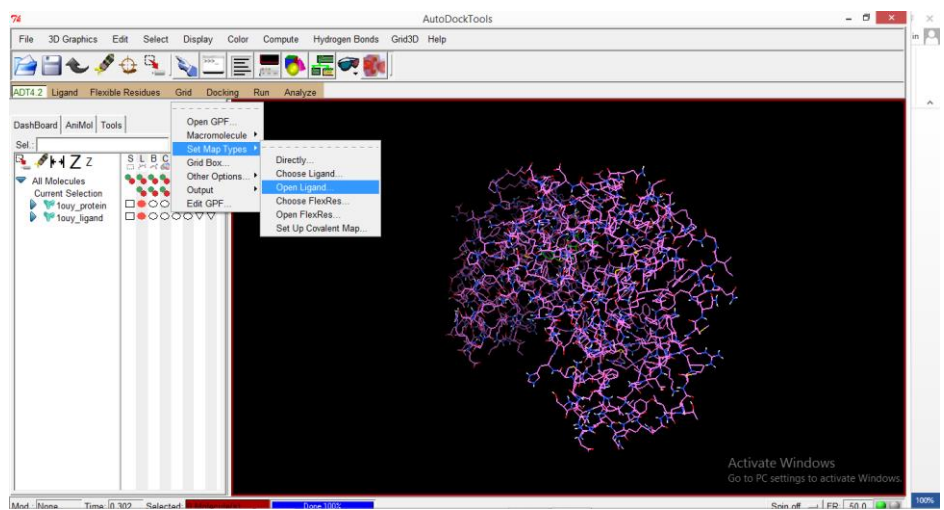 AutoDockTools
File 3D Graphics Edit Select Display Color Compute Hydrogen Bonds Grid3D Help
in
ADT4.2 Ligand Flexible Residues Grid Docking Run Analyze
DashBoard AniMol Tools
Sel.:
Z Z
S L B C
All Molecules
Current Selection
1ouy_protein
1ouy_ligand
Open GPF...
Macromolecule
Set Map Types
Grid Box...
Other Options...
Output
Edit GPF...
Directly...
Choose Ligand...
Open Ligand...
Choose FlexRes...
Open FlexRes...
Set Up Covalent Map...
Activate Windows
Go to PC settings to activate Windows.
Mod.: None Time: 0.302 Selected: Done 100% Spin off FR: 50.0 100%